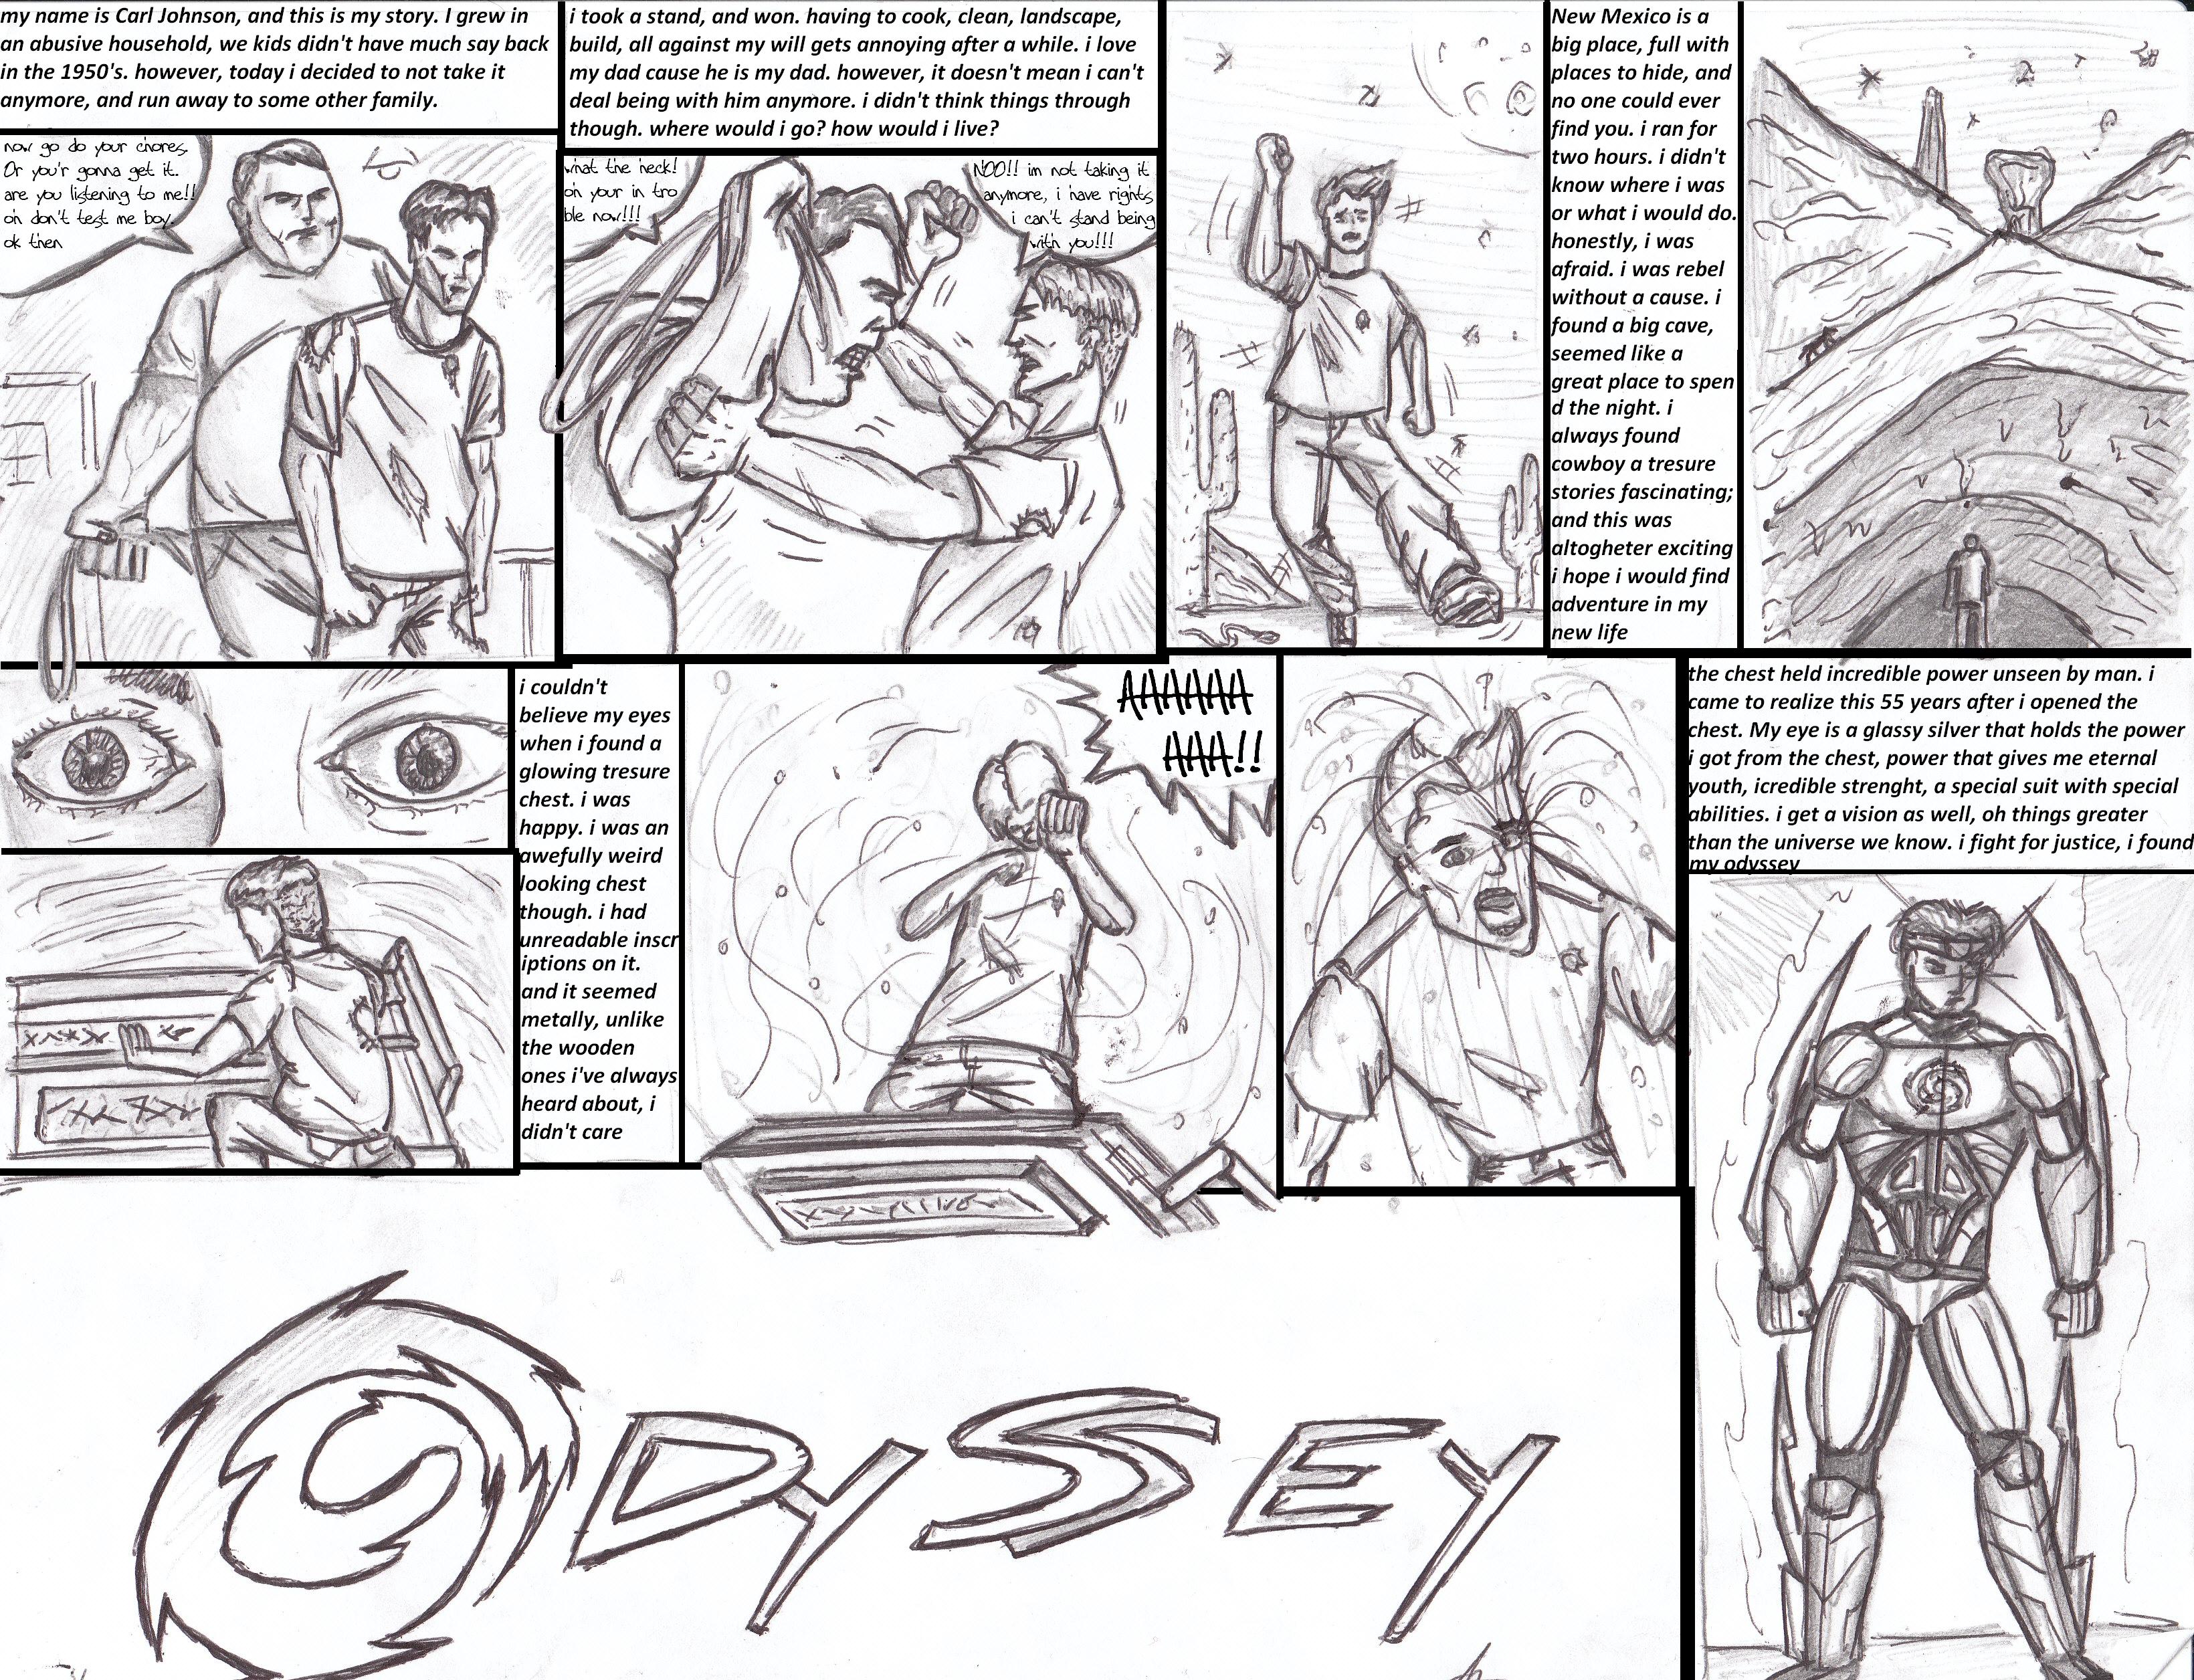 my name is Carl Johnson, and this is my story. I grew in
an abusive household, we kids didn't have much say back
in the 1950's. however, today i decided to not take it
anymore, and run away to some other family.
now go do your chores.
Or you'r gonna get it.
are you listening to me!!
oh don't test me boy.
ok then
i took a stand, and won. having to cook, clean, landscape,
build, all against my will gets annoying after a while. i love
my dad cause he is my dad. however, it doesn't mean i can't
deal being with him anymore. i didn't think things through
though. where would i go? how would i live?
what the heck!
oh your in tro
ble now!!!
NOO!! im not taking it
anymore, i have rights
i can't stand being
with you!!!
New Mexico is a
big place, full with
places to hide, and
no one could ever
find you. i ran for
two hours. i didn't
know where i was
or what i would do.
honestly, i was
afraid. i was rebel
without a cause. i
found a big cave,
seemed like a
great place to spen
d the night. i
always found
cowboy a tresure
stories fascinating;
and this was
altogheter exciting
i hope i would find
adventure in my
new life
i couldn't
believe my eyes
when i found a
glowing tresure
chest. i was
happy. i was an
awefully weird
looking chest
though. i had
unreadable inscr
iptions on it.
and it seemed
metally, unlike
the wooden
ones i've always
heard about, i
didn't care
AAAAAA
AAA!!
the chest held incredible power unseen by man. i
came to realize this 55 years after i opened the
chest. My eye is a glassy silver that holds the power
i got from the chest, power that gives me eternal
youth, icredible strenght, a special suit with special
abilities. i get a vision as well, oh things greater
than the universe we know. i fight for justice, i found
my odyssey
ODYSSEY